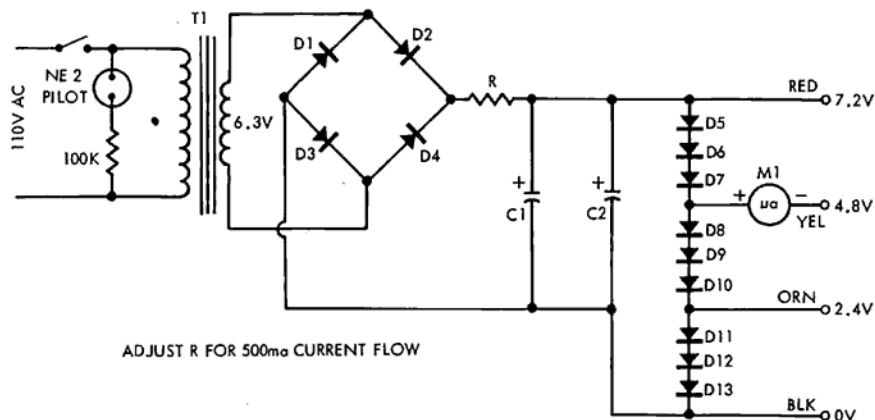 T1
D1
D2
NE 2
PILOT
110V AC
100K
6.3V
D3
D4
R
RED
7.2V
D5
D6
D7
M1
+
−
µa
4.8V
YEL
+
C1
+
C2
D8
D9
D10
ORN
2.4V
D11
D12
D13
BLK
0V
ADJUST R FOR 500ma CURRENT FLOW